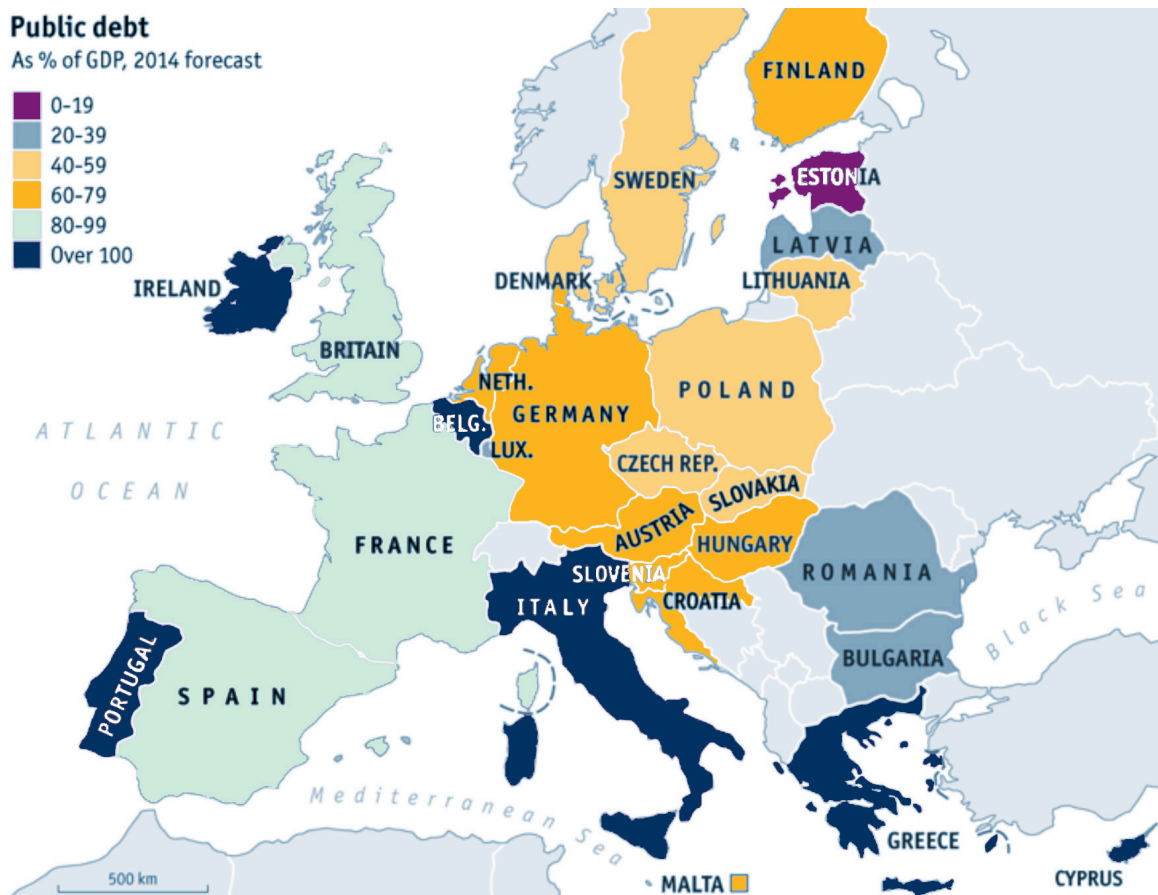 Public debt
As % of GDP, 2014 forecast
0–19
20–39
40–59
60–79
80–99
Over 100
FINLAND
SWEDEN
ESTONIA
LATVIA
LITHUANIA
DENMARK
IRELAND
BRITAIN
NETH.
GERMANY
POLAND
BELG.
LUX.
ATLANTIC
OCEAN
CZECH REP.
SLOVAKIA
FRANCE
AUSTRIA
HUNGARY
SLOVENIA
ROMANIA
ITALY
CROATIA
Black Sea
BULGARIA
PORTUGAL
SPAIN
Mediterranean Sea
GREECE
CYPRUS
MALTA
500 km